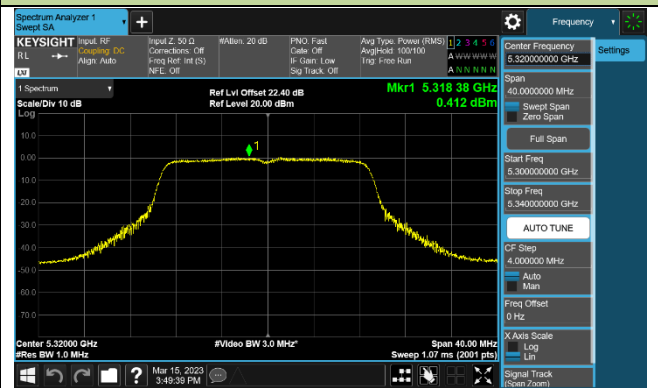 Spectrum Analyzer 1
Swept SA
+
Frequency
KEYSIGHT
RL
LXI
Input: RF
Coupling: DC
Align: Auto
Input Z: 50 Ω
Corrections: Off
Freq Ref: Int (S)
NFE: Off
#Atten: 20 dB
PNO: Fast
Gate: Off
IF Gain: Low
Sig Track: Off
Avg Type: Power (RMS)
Avg|Hold: 100/100
Trig: Free Run
1 2 3 4 5 6
A W W W W W
A N N N N N
1 Spectrum
Scale/Div 10 dB
Log
Ref Lvl Offset 22.40 dB
Ref Level 20.00 dBm
Mkr1 5.318 38 GHz
0.412 dBm
1
10.0
0.00
-10.0
-20.0
-30.0
-40.0
-50.0
-60.0
-70.0
Center 5.32000 GHz
#Res BW 1.0 MHz
#Video BW 3.0 MHz*
Span 40.00 MHz
Sweep 1.07 ms (2001 pts)
Center Frequency
5.320000000 GHz
Settings
Span
40.0000000 MHz
Swept Span
Zero Span
Full Span
Start Freq
5.300000000 GHz
Stop Freq
5.340000000 GHz
AUTO TUNE
CF Step
4.000000 MHz
Auto
Man
Freq Offset
0 Hz
X Axis Scale
Log
Lin
Signal Track
(Span Zoom)
?
Mar 15, 2023
3:49:39 PM